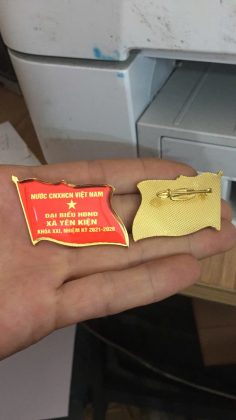 NƯỚC CHXHCN VIỆT NAM
ĐẠI BIỂU HĐND
XÃ YÊN KIỆN
KHÓA XXI, NHIỆM KỲ 2021-2026